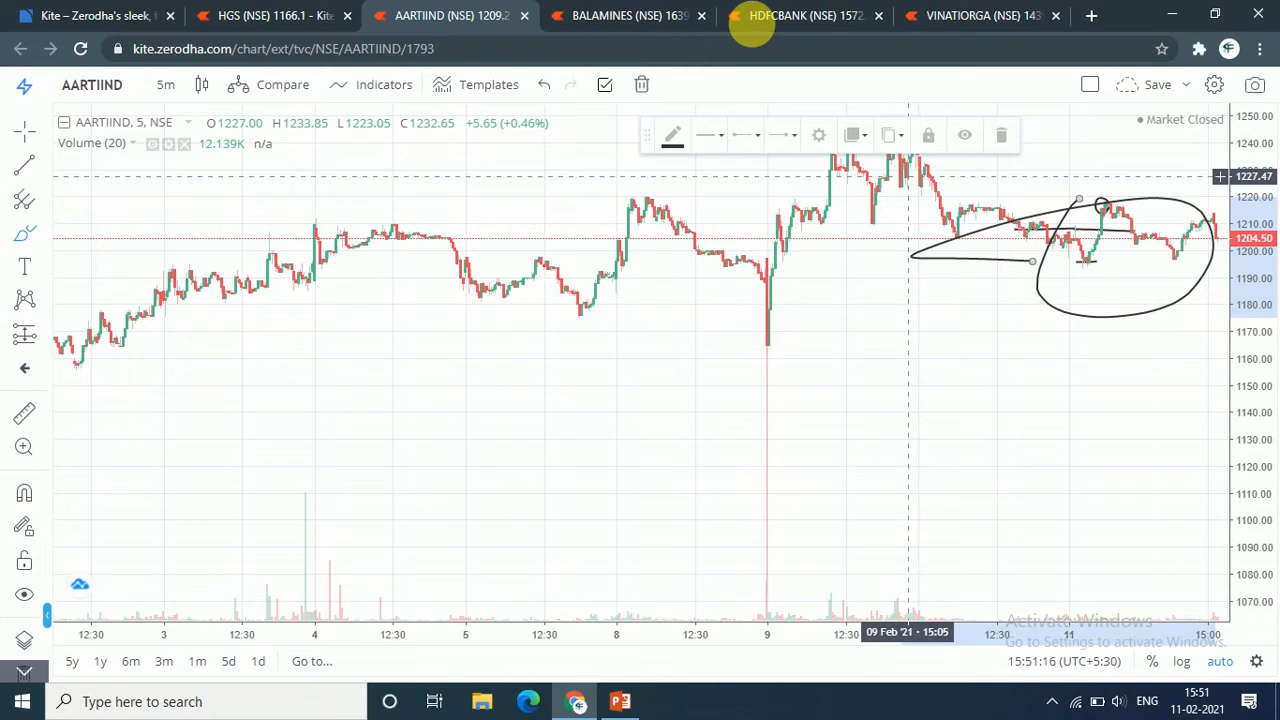 Kite – Zerodha's sleek,
HGS (NSE) 1166.1 - Kite
AARTIIND (NSE) 1209.2
BALAMINES (NSE) 1639
HDFCBANK (NSE) 1572.
VINATIORGA (NSE) 143
kite.zerodha.com/chart/ext/tvc/NSE/AARTIIND/1793
AARTIIND 5m Compare Indicators Templates Save
AARTIIND, 5, NSE O1227.00 H1233.85 L1223.05 C1232.65 +5.65 (+0.46%)
Volume (20) 12.139K n/a
Market Closed
1250.00
1240.00
1227.47
1220.00
1210.00
1204.50
1200.00
1190.00
1180.00
1170.00
1160.00
1150.00
1140.00
1130.00
1120.00
1110.00
1100.00
1090.00
1080.00
1070.00
Activate Windows
Go to Settings to activate Windows.
12:30 3 12:30 4 12:30 5 12:30 8 12:30 9 12:30 09 Feb '21 • 15:05 12:30 11 15:00
5y 1y 6m 3m 1m 5d 1d Go to... 15:51:16 (UTC+5:30) % log auto
Type here to search
ENG
15:51
11-02-2021